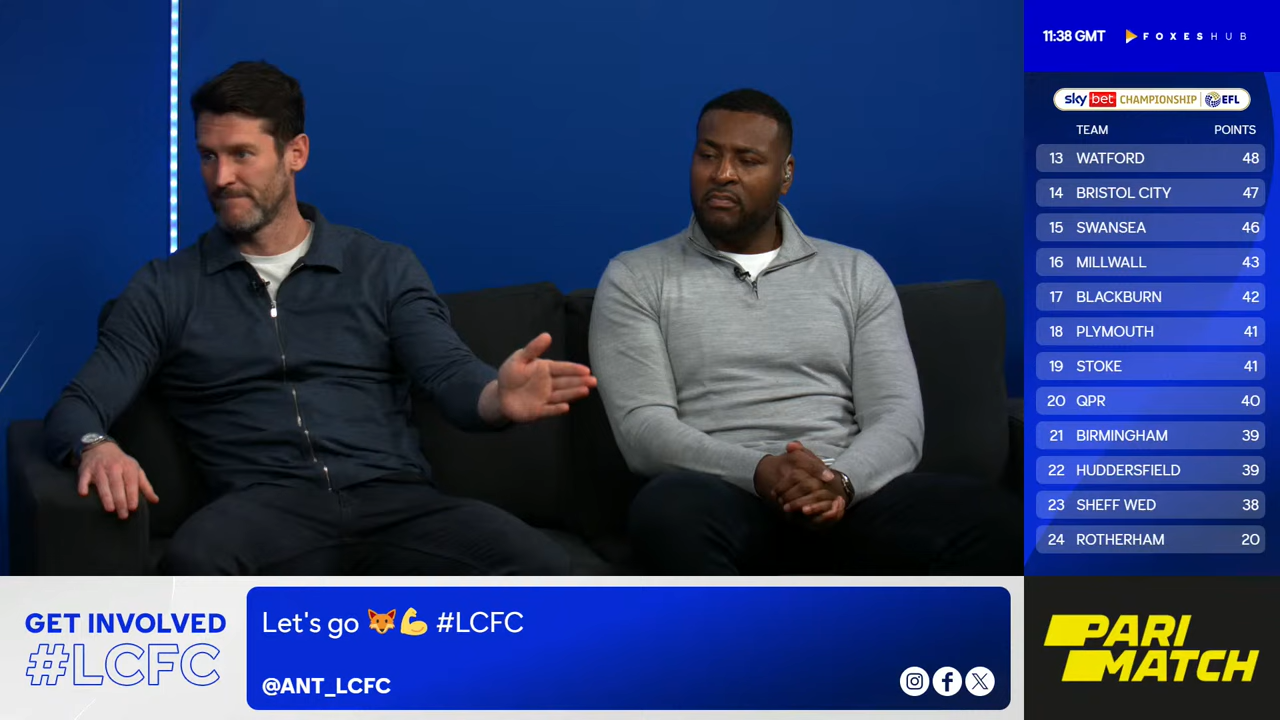 11:38 GMT FOXESHUB
sky bet CHAMPIONSHIP EFL
TEAM POINTS
13 WATFORD 48
14 BRISTOL CITY 47
15 SWANSEA 46
16 MILLWALL 43
17 BLACKBURN 42
18 PLYMOUTH 41
19 STOKE 41
20 QPR 40
21 BIRMINGHAM 39
22 HUDDERSFIELD 39
23 SHEFF WED 38
24 ROTHERHAM 20
GET INVOLVED
#LCFC
Let's go 🦊💪 #LCFC
@ANT_LCFC
PARI
MATCH